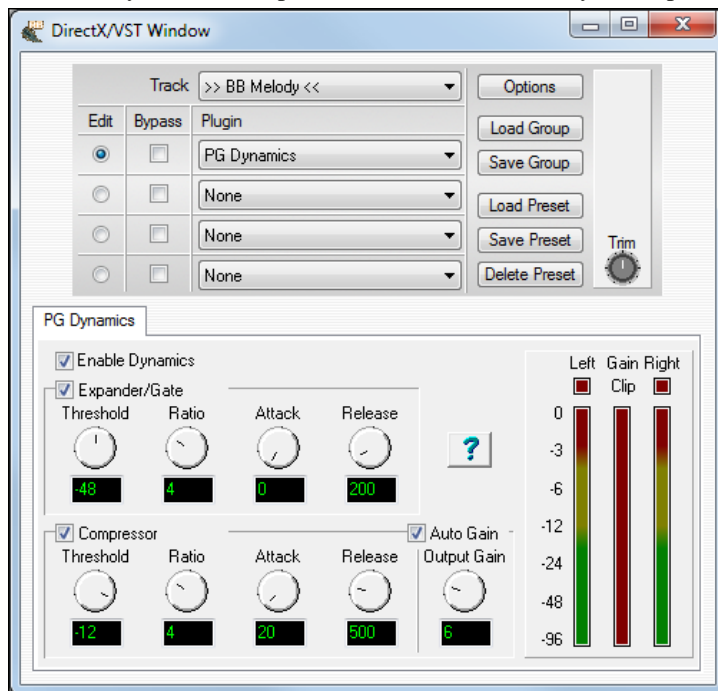 DirectX/VST Window
Track >> BB Melody << Options
Edit Bypass Plugin Load Group
PG Dynamics Save Group
None Load Preset
None Save Preset Trim
None Delete Preset
PG Dynamics
Enable Dynamics Left Gain Right
Expander/Gate Clip
Threshold Ratio Attack Release 0
? -3
-48 4 0 200 -6
Compressor Auto Gain -12
Threshold Ratio Attack Release Output Gain -24
-48
-12 4 20 500 6 -96